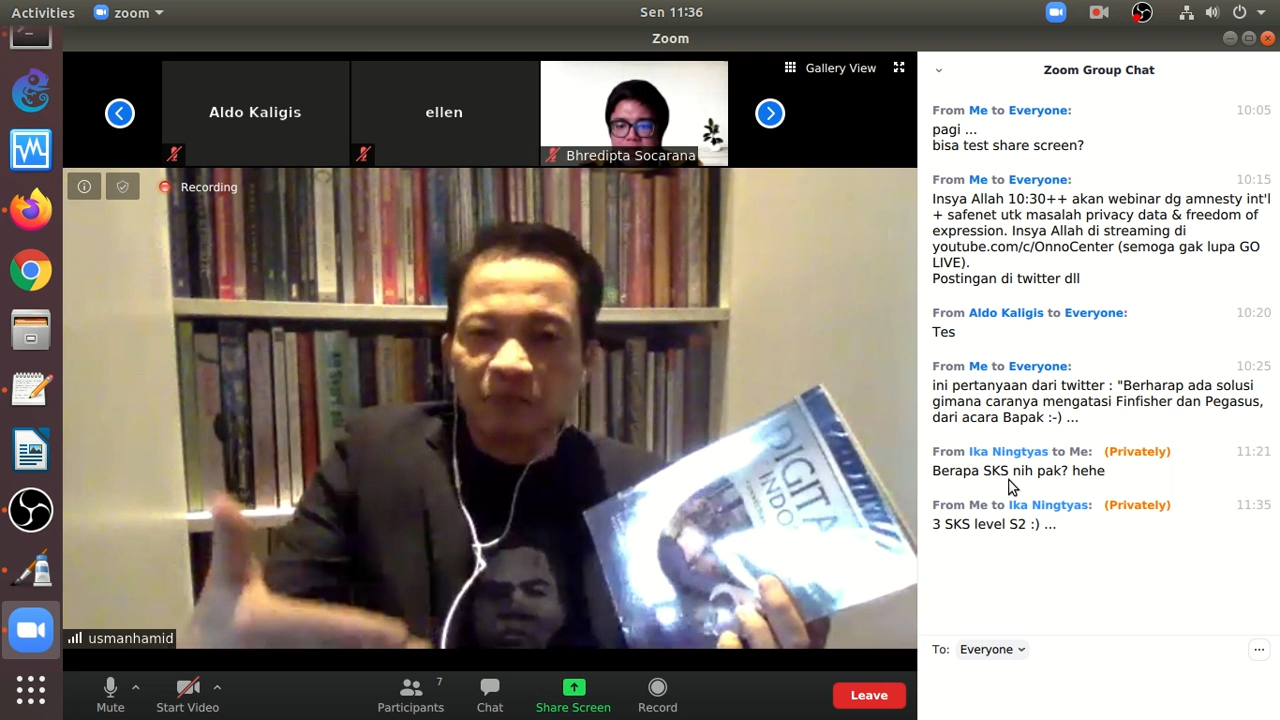 Activities
zoom
Sen 11:36
Zoom
Aldo Kaligis
ellen
Bhredipta Socarana
Gallery View
Recording
DIGITA
INDO
usmanhamid
Mute
Start Video
Participants
7
Chat
Share Screen
Record
Leave
Zoom Group Chat
From Me to Everyone: 10:05
pagi ...
bisa test share screen?
From Me to Everyone: 10:15
Insya Allah 10:30++ akan webinar dg amnesty int'l
+ safenet utk masalah privacy data & freedom of
expression. Insya Allah di streaming di
youtube.com/c/OnnoCenter (semoga gak lupa GO
LIVE).
Postingan di twitter dll
From Aldo Kaligis to Everyone: 10:20
Tes
From Me to Everyone: 10:25
ini pertanyaan dari twitter : "Berharap ada solusi
gimana caranya mengatasi Finfisher dan Pegasus,
dari acara Bapak :-) ...
From Ika Ningtyas to Me: (Privately) 11:21
Berapa SKS nih pak? hehe
From Me to Ika Ningtyas: (Privately) 11:35
3 SKS level S2 :) ...
To: Everyone